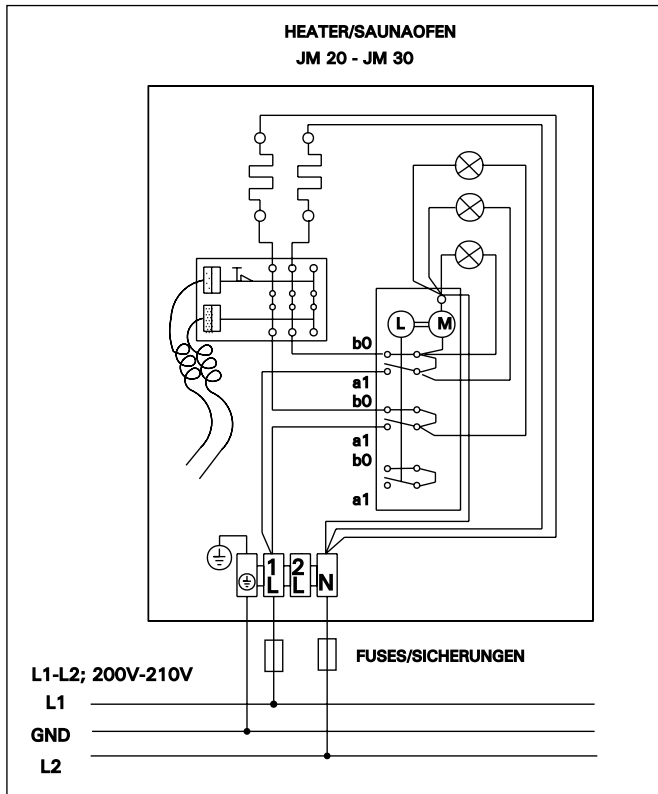 HEATER/SAUNAOFEN
JM 20 - JM 30
L M
b0
a1
b0
a1
b0
a1
1 2
L L N
FUSES/SICHERUNGEN
L1-L2; 200V-210V
L1
GND
L2